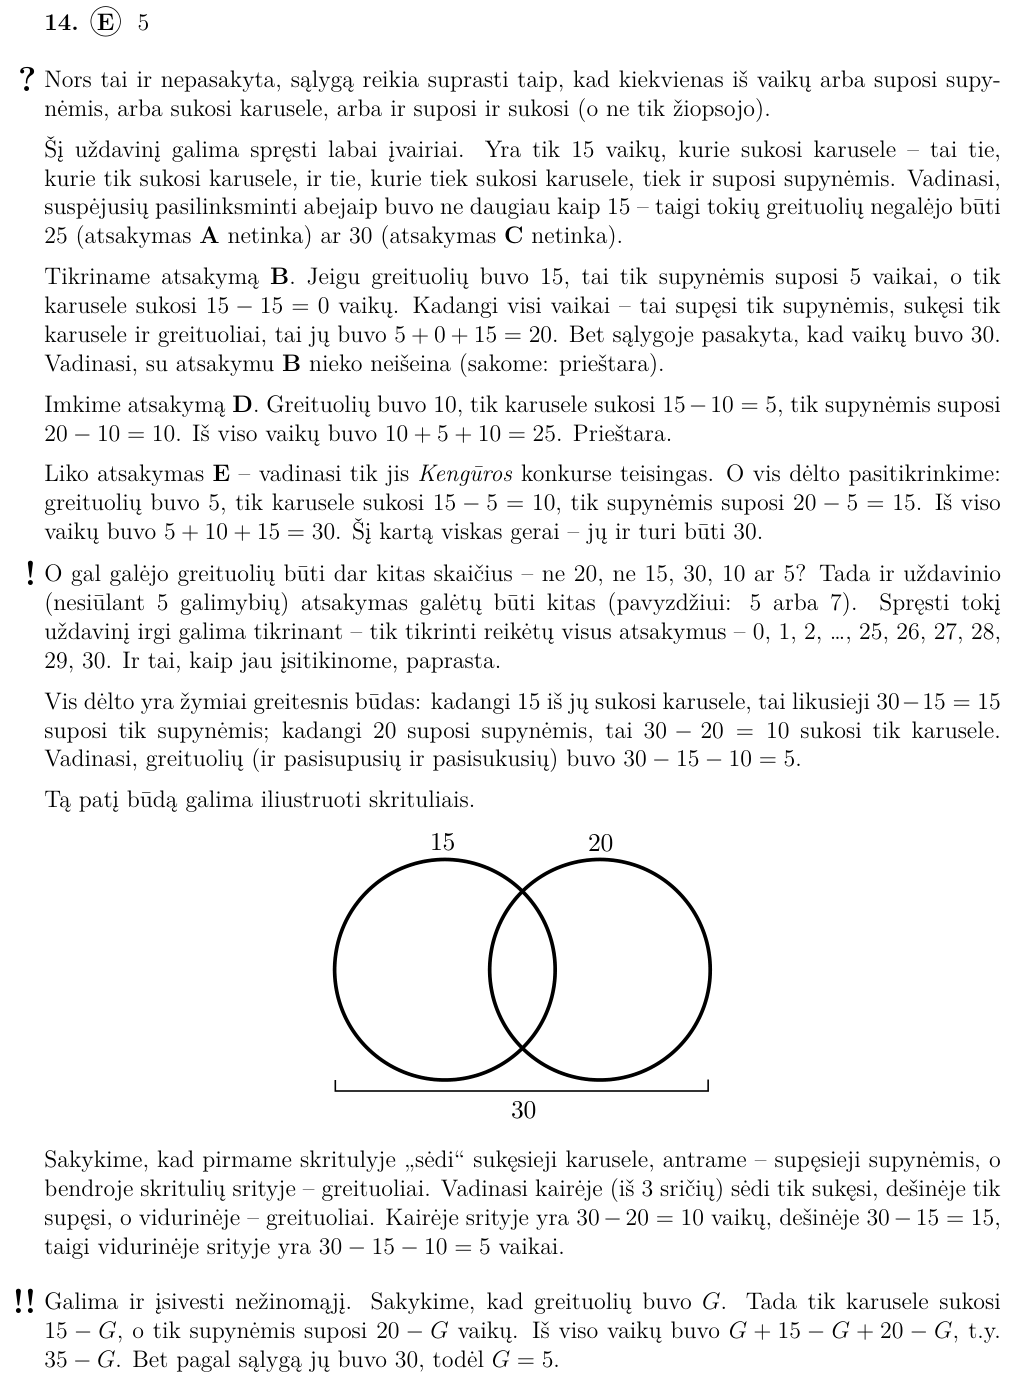 14. Ⓔ 5
? Nors tai ir nepasakyta, sąlygą reikia suprasti taip, kad kiekvienas iš vaikų arba suposi supy-
nėmis, arba sukosi karusele, arba ir suposi ir sukosi (o ne tik žiopsojo).
Šį uždavinį galima spręsti labai įvairiai. Yra tik 15 vaikų, kurie sukosi karusele – tai tie,
kurie tik sukosi karusele, ir tie, kurie tiek sukosi karusele, tiek ir suposi supynėmis. Vadinasi,
suspėjusių pasilinksminti abejaip buvo ne daugiau kaip 15 – taigi tokių greituolių negalėjo būti
25 (atsakymas A netinka) ar 30 (atsakymas C netinka).
Tikriname atsakymą B. Jeigu greituolių buvo 15, tai tik supynėmis suposi 5 vaikai, o tik
karusele sukosi 15 − 15 = 0 vaikų. Kadangi visi vaikai – tai supęsi tik supynėmis, sukęsi tik
karusele ir greituoliai, tai jų buvo 5 + 0 + 15 = 20. Bet sąlygoje pasakyta, kad vaikų buvo 30.
Vadinasi, su atsakymu B nieko neišeina (sakome: prieštara).
Imkime atsakymą D. Greituolių buvo 10, tik karusele sukosi 15 − 10 = 5, tik supynėmis suposi
20 − 10 = 10. Iš viso vaikų buvo 10 + 5 + 10 = 25. Prieštara.
Liko atsakymas E – vadinasi tik jis Kengūros konkurse teisingas. O vis dėlto pasitikrinkime:
greituolių buvo 5, tik karusele sukosi 15 − 5 = 10, tik supynėmis suposi 20 − 5 = 15. Iš viso
vaikų buvo 5 + 10 + 15 = 30. Šį kartą viskas gerai – jų ir turi būti 30.
! O gal galėjo greituolių būti dar kitas skaičius – ne 20, ne 15, 30, 10 ar 5? Tada ir uždavinio
(nesiūlant 5 galimybių) atsakymas galėtų būti kitas (pavyzdžiui: 5 arba 7). Spręsti tokį
uždavinį irgi galima tikrinant – tik tikrinti reikėtų visus atsakymus – 0, 1, 2, ..., 25, 26, 27, 28,
29, 30. Ir tai, kaip jau įsitikinome, paprasta.
Vis dėlto yra žymiai greitesnis būdas: kadangi 15 iš jų sukosi karusele, tai likusieji 30 − 15 = 15
suposi tik supynėmis; kadangi 20 suposi supynėmis, tai 30 − 20 = 10 sukosi tik karusele.
Vadinasi, greituolių (ir pasisupusių ir pasisukusių) buvo 30 − 15 − 10 = 5.
Tą patį būdą galima iliustruoti skrituliais.
15 20
30
Sakykime, kad pirmame skritulyje „sėdi“ sukęsieji karusele, antrame – supęsieji supynėmis, o
bendroje skritulių srityje – greituoliai. Vadinasi kairėje (iš 3 sričių) sėdi tik sukęsi, dešinėje tik
supęsi, o vidurinėje – greituoliai. Kairėje srityje yra 30 − 20 = 10 vaikų, dešinėje 30 − 15 = 15,
taigi vidurinėje srityje yra 30 − 15 − 10 = 5 vaikai.
!! Galima ir įsivesti nežinomąjį. Sakykime, kad greituolių buvo G. Tada tik karusele sukosi
15 − G, o tik supynėmis suposi 20 − G vaikų. Iš viso vaikų buvo G + 15 − G + 20 − G, t.y.
35 − G. Bet pagal sąlygą jų buvo 30, todėl G = 5.